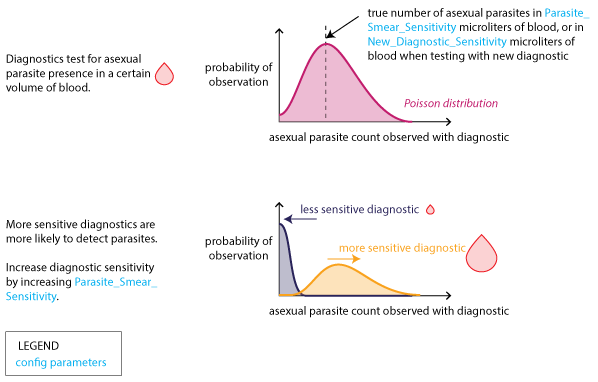 Diagnostics test for asexual
parasite presence in a certain
volume of blood.
true number of asexual parasites in Parasite_
Smear_Sensitivity microliters of blood, or in
New_Diagnostic_Sensitivity microliters of
blood when testing with new diagnostic
probability of
observation
Poisson distribution
asexual parasite count observed with diagnostic
More sensitive diagnostics are
more likely to detect parasites.
Increase diagnostic sensitivity
by increasing Parasite_Smear_
Sensitivity.
less sensitive diagnostic
probability of
observation
more sensitive diagnostic
asexual parasite count observed with diagnostic
LEGEND
config parameters